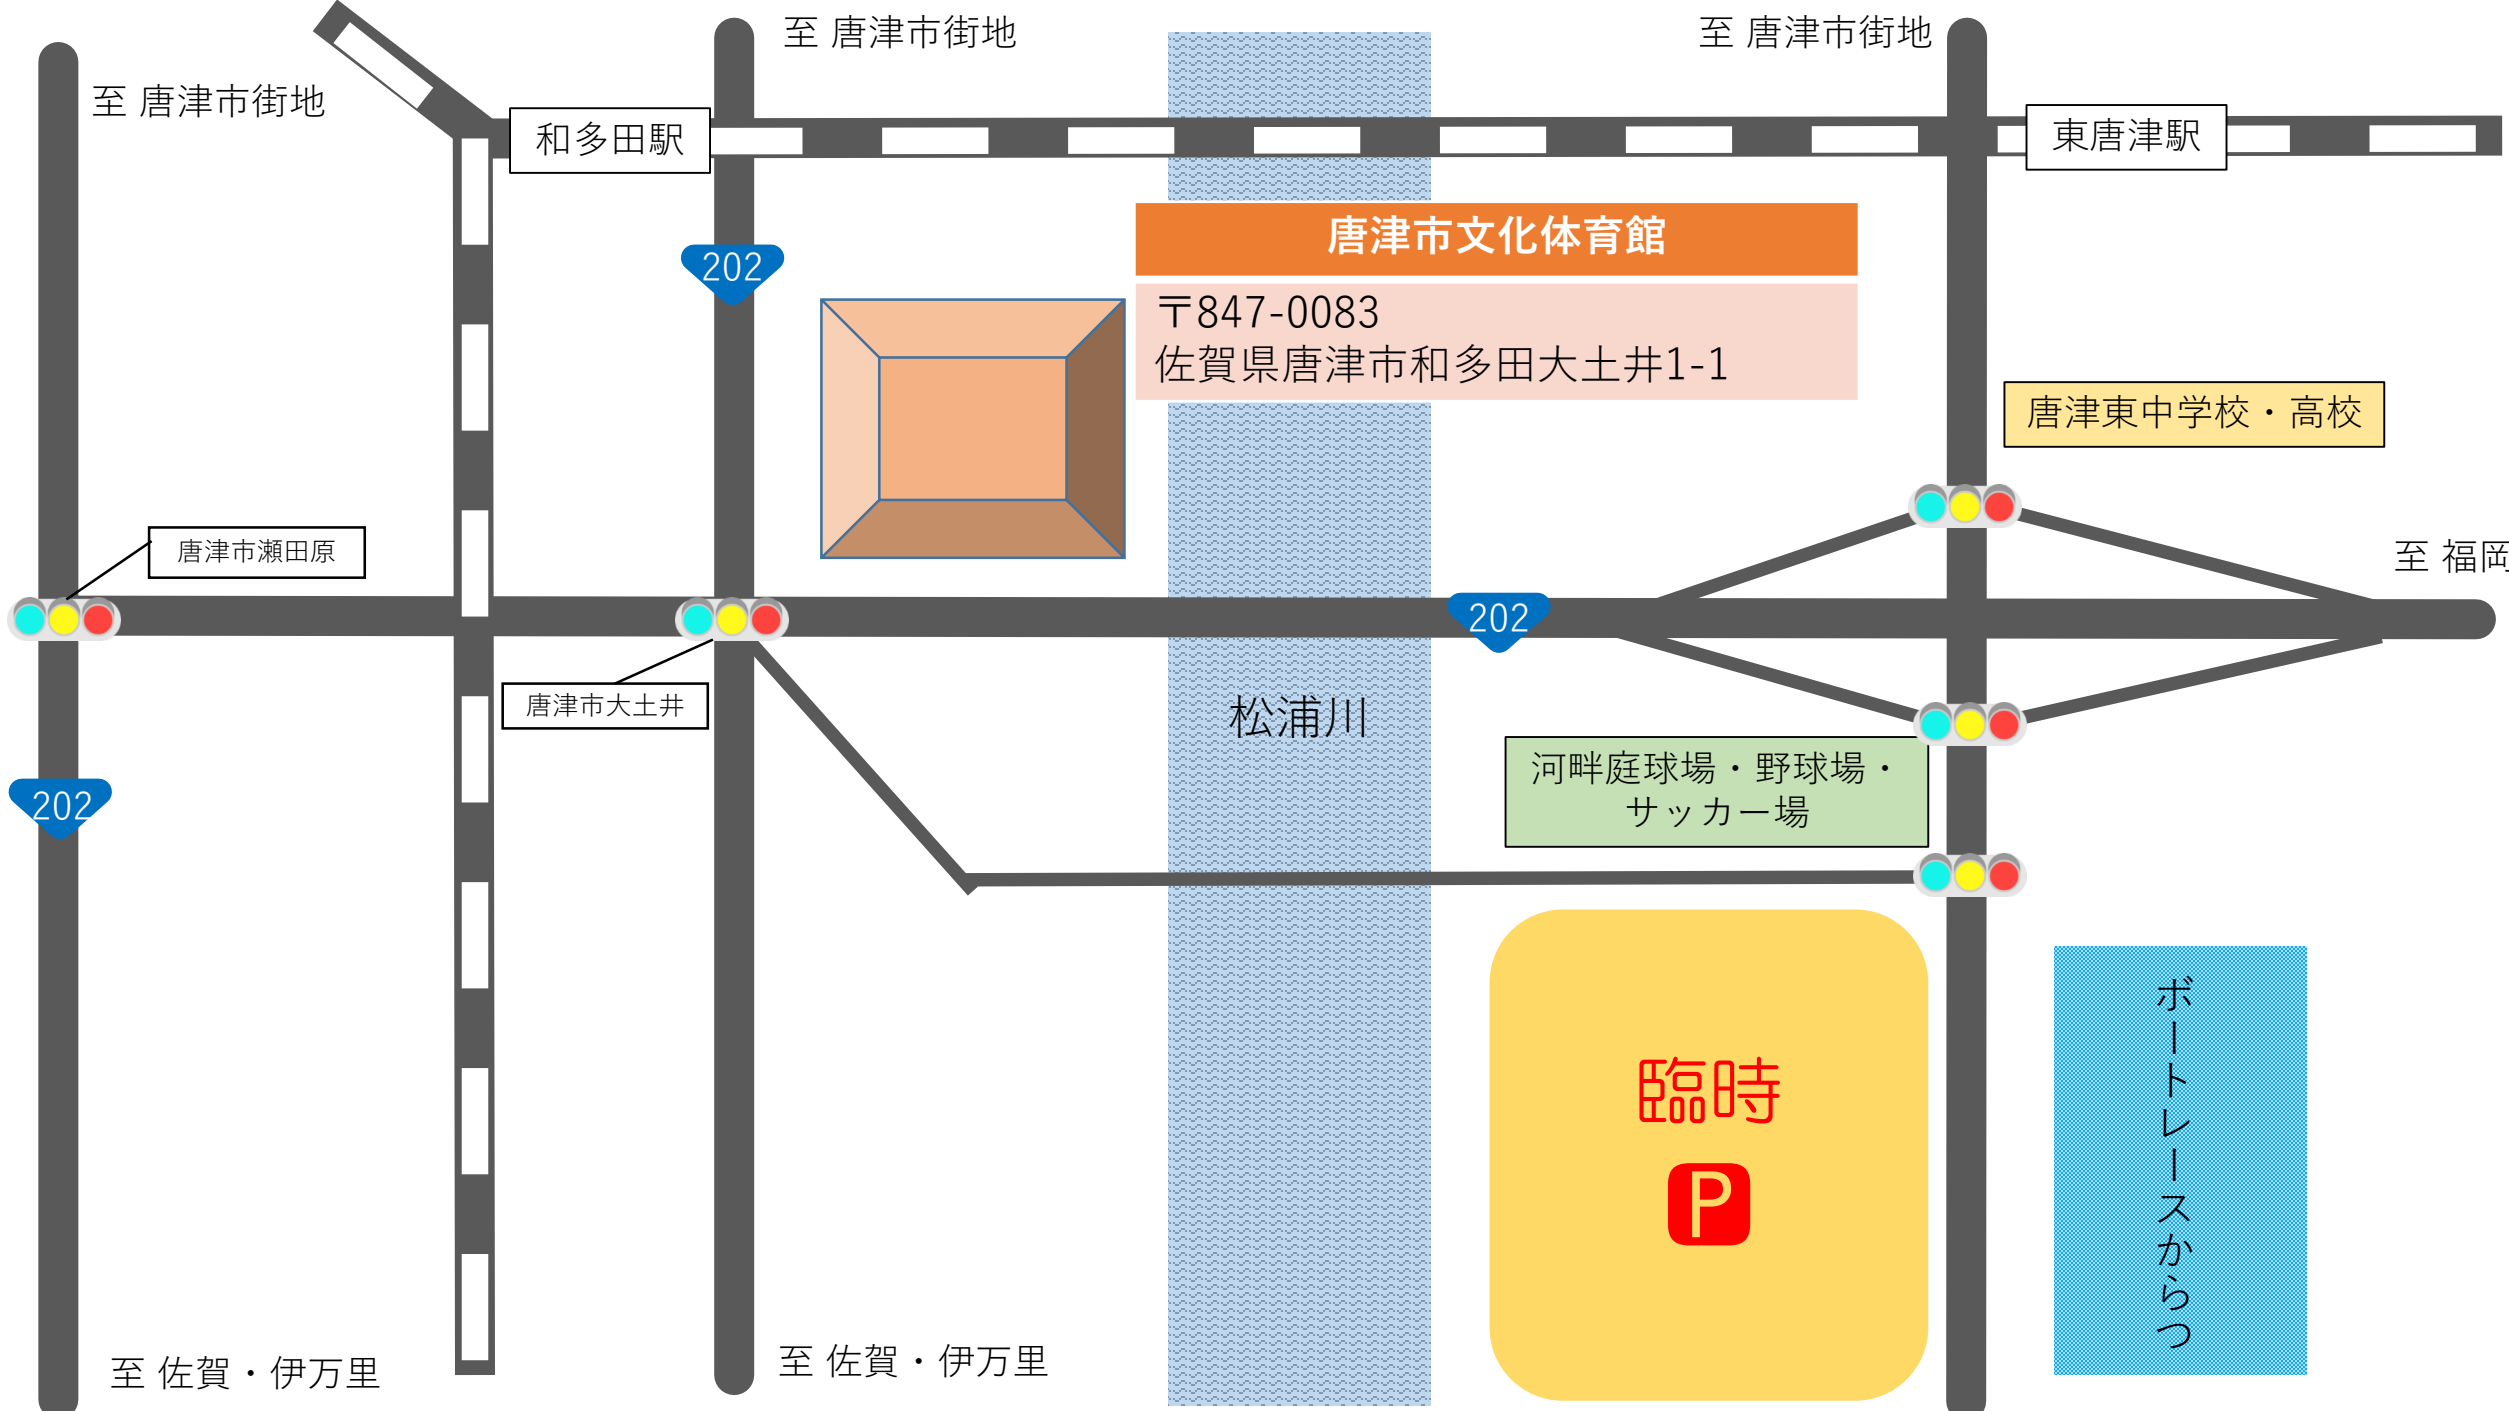 至 唐津市街地
至 唐津市街地
至 唐津市街地
和多田駅
東唐津駅
唐津市文化体育館
202
〒847-0083
佐賀県唐津市和多田大土井1-1
唐津東中学校・高校
唐津市瀬田原
至 福岡
202
唐津市大土井
松浦川
河畔庭球場・野球場・
サッカー場
202
臨時
P
ボートレースからつ
至 佐賀・伊万里
至 佐賀・伊万里